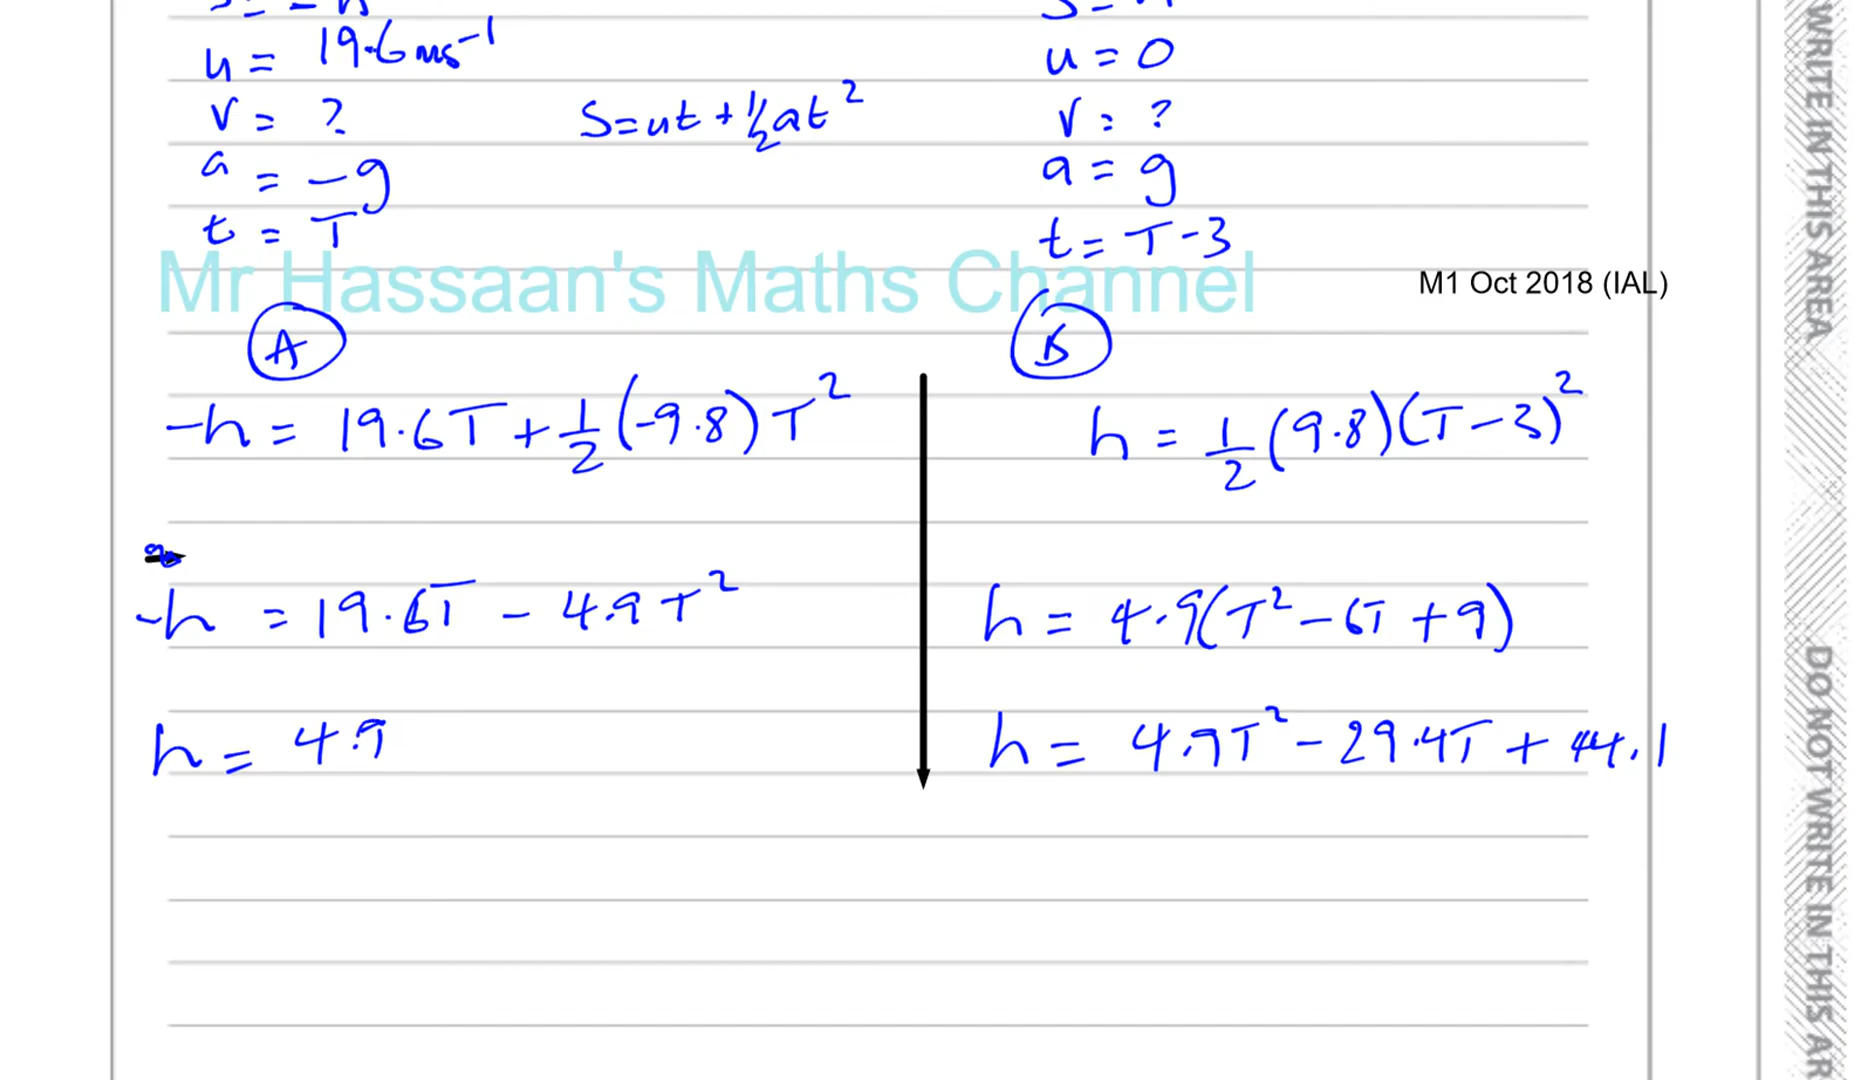 u = 19.6 ms⁻¹
u = 0
v = ?
S = ut + ½at²
v = ?
a = -g
a = g
t = T
t = T - 3
Mr Hassaan's Maths Channel
M1 Oct 2018 (IAL)
A
B
-h = 19.6T + 1/2 (-9.8) T²
h = 1/2 (9.8)(T-3)²
-h = 19.6T - 4.9T²
h = 4.9(T² - 6T + 9)
h = 4.9
h = 4.9T² - 29.4T + 44.1
WRITE IN THIS AREA
DO NOT WRITE IN THIS AR